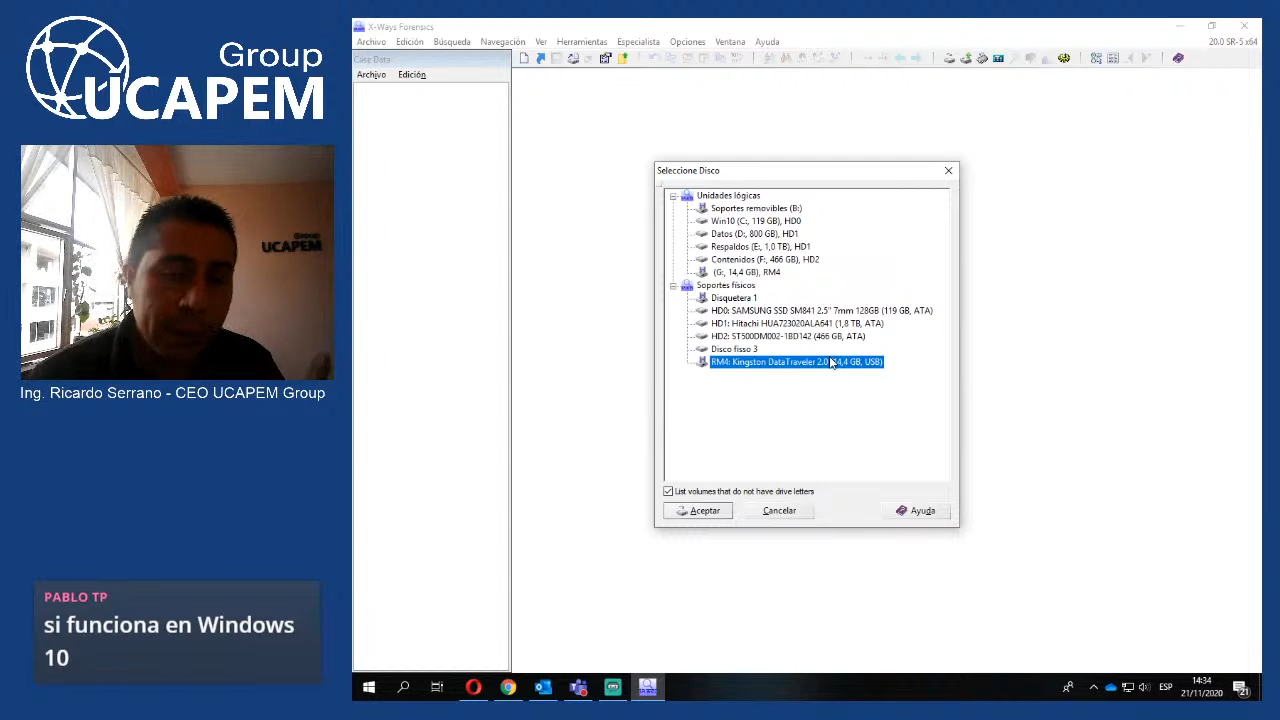 Group
UCAPEM
Group
UCAPEM
Ing. Ricardo Serrano - CEO UCAPEM Group
PABLO TP
si funciona en Windows
10
X-Ways Forensics
Archivo Edición Búsqueda Navegación Ver Herramientas Especialista Opciones Ventana Ayuda
20.0 SR-5 x64
Case Data
Archivo Edición
Seleccione Disco
Unidades lógicas
Soportes removibles (B:)
Win10 (C:, 119 GB), HD0
Datos (D:, 800 GB), HD1
Respaldos (E:, 1,0 TB), HD1
Contenidos (F:, 466 GB), HD2
(G:, 14,4 GB), RM4
Soportes físicos
Disquetera 1
HD0: SAMSUNG SSD SM841 2.5" 7mm 128GB (119 GB, ATA)
HD1: Hitachi HUA723020ALA641 (1,8 TB, ATA)
HD2: ST500DM002-1BD142 (466 GB, ATA)
Disco fisso 3
RM4: Kingston DataTraveler 2.0 (14,4 GB, USB)
List volumes that do not have drive letters
Aceptar
Cancelar
Ayuda
ESP
14:34
21/11/2020
21